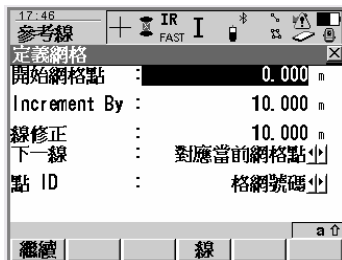 17:46
參考線
IR
FAST
I
定義網格
開始網格點 : 0.000 m
Increment By : 10.000 m
線修正 : 10.000 m
下一線 : 對應當前網格點
點 ID : 格網號碼
a
繼續 線